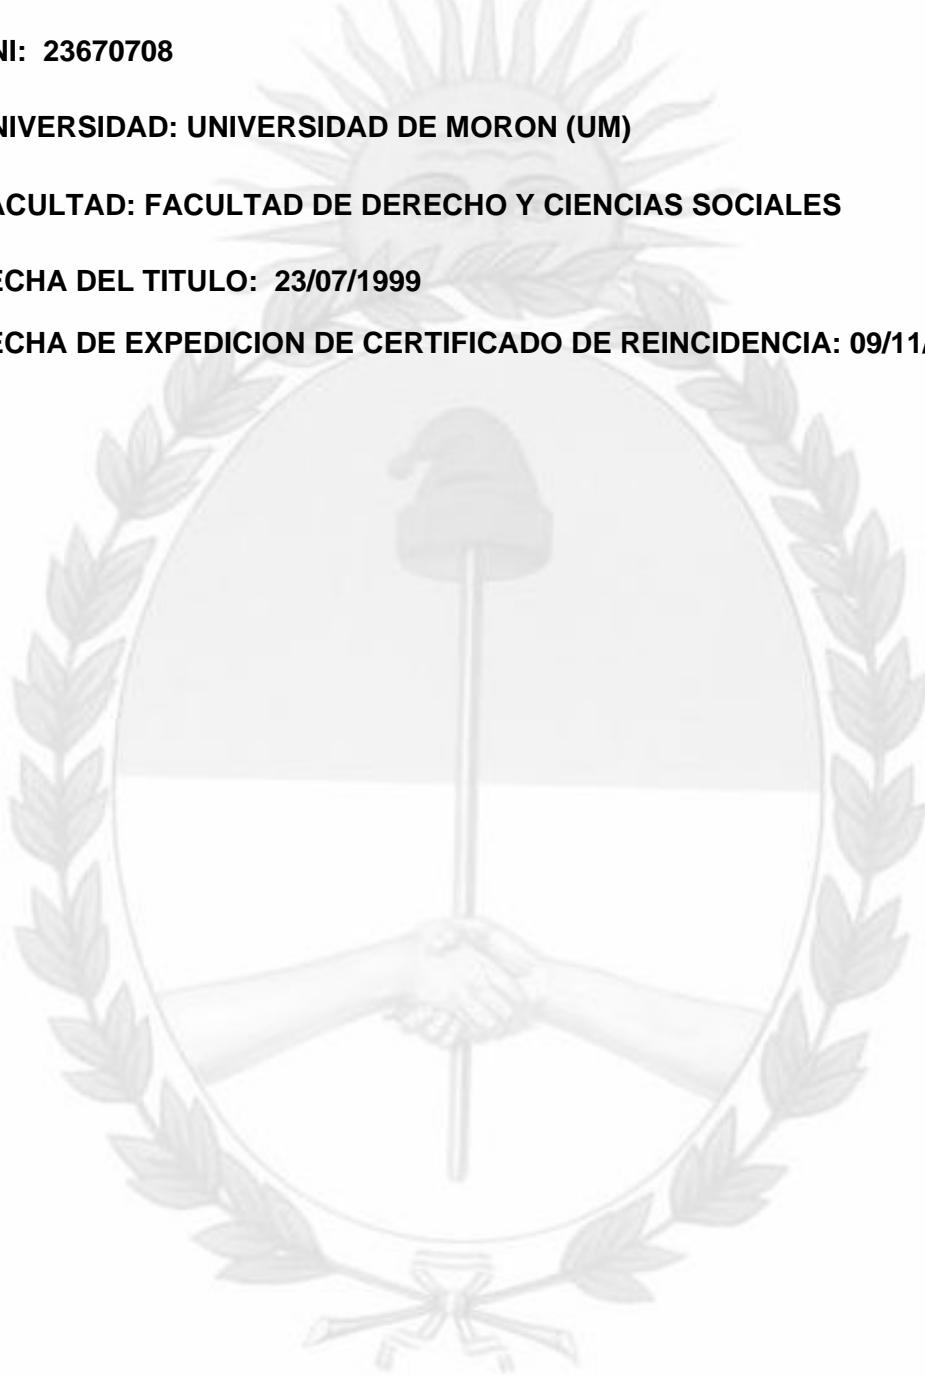 NI: 23670708
NIVERSIDAD: UNIVERSIDAD DE MORON (UM)
ACULTAD: FACULTAD DE DERECHO Y CIENCIAS SOCIALES
ECHA DEL TITULO: 23/07/1999
ECHA DE EXPEDICION DE CERTIFICADO DE REINCIDENCIA: 09/11/